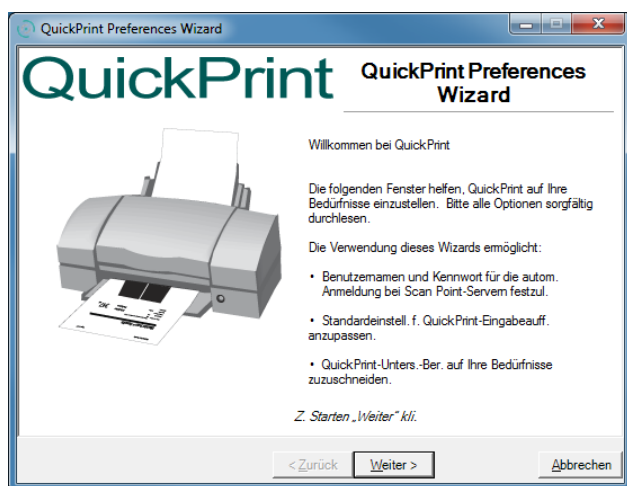 QuickPrint Preferences Wizard
QuickPrint
QuickPrint Preferences
Wizard
Willkommen bei QuickPrint
Die folgenden Fenster helfen, QuickPrint auf Ihre
Bedürfnisse einzustellen. Bitte alle Optionen sorgfältig
durchlesen.
Die Verwendung dieses Wizards ermöglicht:
• Benutzernamen und Kennwort für die autom.
Anmeldung bei Scan Point-Servern festzul.
• Standardeinstell. f. QuickPrint-Eingabeauff.
anzupassen.
• QuickPrint-Unters.-Ber. auf Ihre Bedürfnisse
zuzuschneiden.
Z. Starten „Weiter“ kli.
< Zurück Weiter > Abbrechen